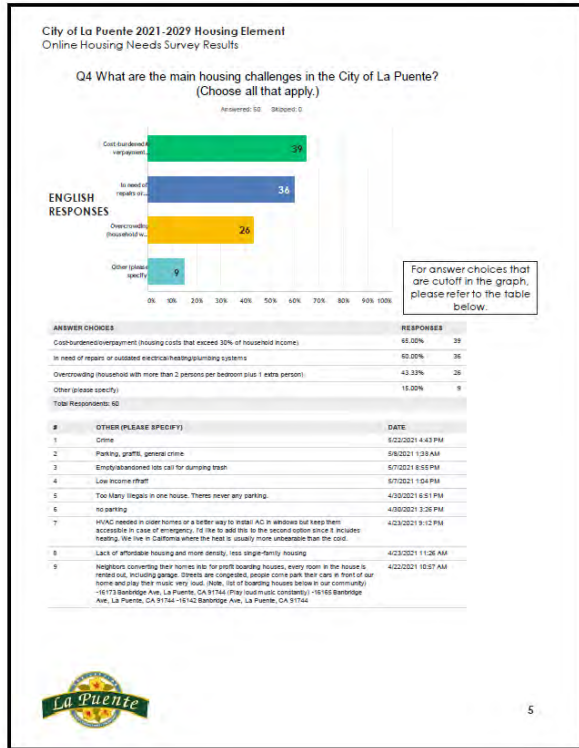 City of La Puente 2021-2029 Housing Element
Online Housing Needs Survey Results
Q4 What are the main housing challenges in the City of La Puente?
(Choose all that apply.)
Answered: 60 Skipped: 0
ENGLISH
RESPONSES
Cost-burdened/o
verpayment...
39
In need of
repairs or...
36
Overcrowding
(household w...
26
Other (please
specify
9
0% 10% 20% 30% 40% 50% 60% 70% 80% 90% 100%
For answer choices that
are cutoff in the graph,
please refer to the table
below.
ANSWER CHOICES RESPONSES
Cost-burdened/overpayment (housing costs that exceed 30% of household income) 65.00% 39
In need of repairs or outdated electrical/heating/plumbing systems 60.00% 36
Overcrowding (household with more than 2 persons per bedroom plus 1 extra person) 43.33% 26
Other (please specify) 15.00% 9
Total Respondents: 60
# OTHER (PLEASE SPECIFY) DATE
1 Crime 5/22/2021 4:43 PM
2 Parking, graffiti, general crime 5/8/2021 1:38 AM
3 Empty/abandoned lots call for dumping trash 5/7/2021 8:55 PM
4 Low income riffraff 5/7/2021 1:04 PM
5 Too Many Illegals in one house. Theres never any parking. 4/30/2021 6:51 PM
6 no parking 4/30/2021 3:26 PM
7 HVAC needed in older homes or a better way to install AC in windows but keep them 4/23/2021 9:12 PM
accessible in case of emergency. I'd like to add this to the second option since it includes
heating. We live in California where the heat is usually more unbearable than the cold.
8 Lack of affordable housing and more density, less single-family housing 4/23/2021 11:26 AM
9 Neighbors converting their homes into for profit boarding houses, every room in the house is 4/22/2021 10:57 AM
rented out, including garage. Streets are congested, people come park their cars in front of our
home and play their music very loud. (Note, list of boarding houses below in our community)
-16173 Banbridge Ave, La Puente, CA 91744 (Play loud music constantly) -16165 Banbridge
Ave, La Puente, CA 91744 -16142 Banbridge Ave, La Puente, CA 91744
La Puente
5